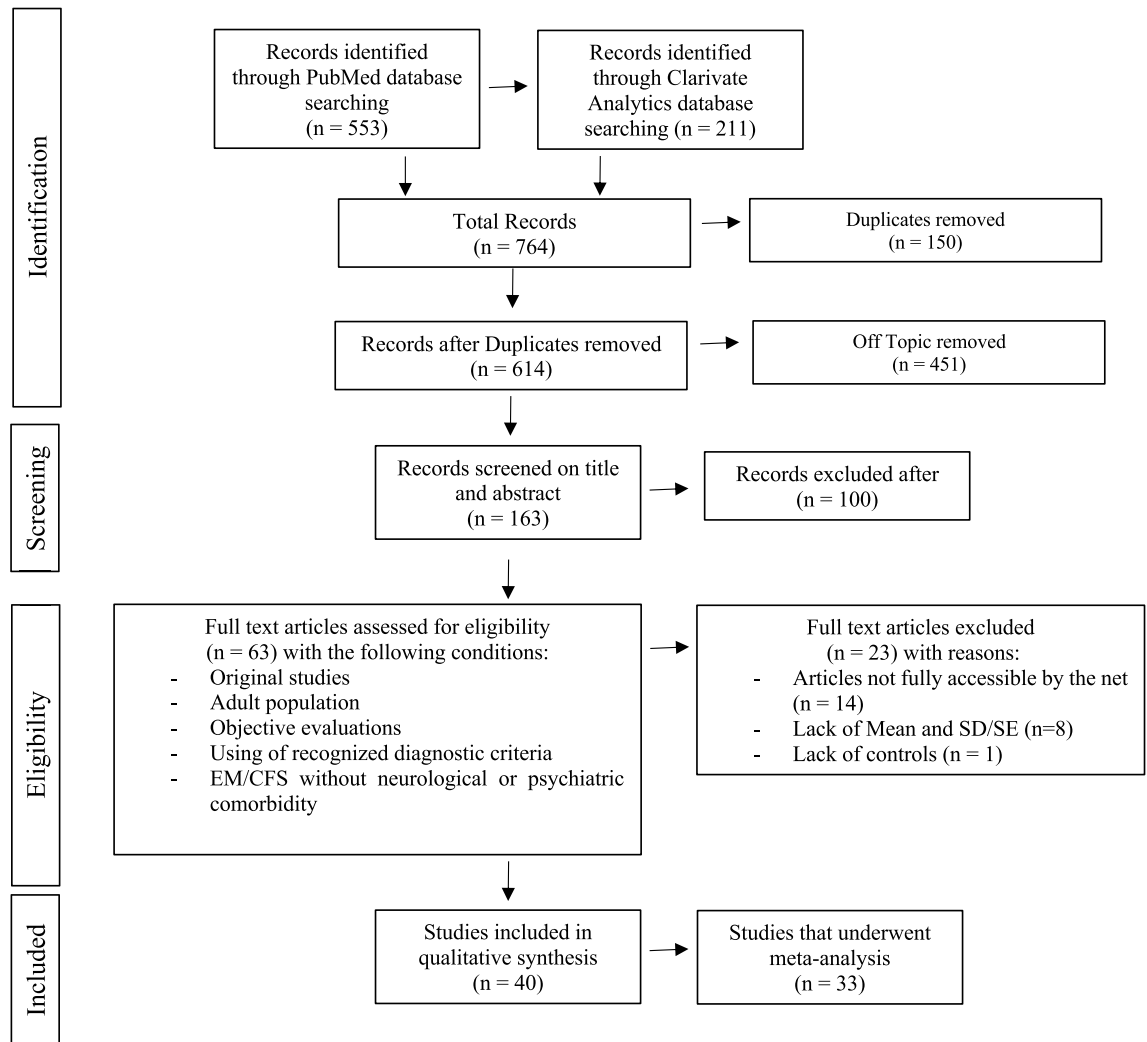 Identification
Records identified
through PubMed database
searching
(n = 553)
Records identified
through Clarivate
Analytics database
searching (n = 211)
Total Records
(n = 764)
Duplicates removed
(n = 150)
Records after Duplicates removed
(n = 614)
Off Topic removed
(n = 451)
Screening
Records screened on title
and abstract
(n = 163)
Records excluded after
(n = 100)
Eligibility
Full text articles assessed for eligibility
(n = 63) with the following conditions:
- Original studies
- Adult population
- Objective evaluations
- Using of recognized diagnostic criteria
- EM/CFS without neurological or psychiatric
comorbidity
Full text articles excluded
(n = 23) with reasons:
- Articles not fully accessible by the net
(n = 14)
- Lack of Mean and SD/SE (n=8)
- Lack of controls (n = 1)
Included
Studies included in
qualitative synthesis
(n = 40)
Studies that underwent
meta-analysis
(n = 33)